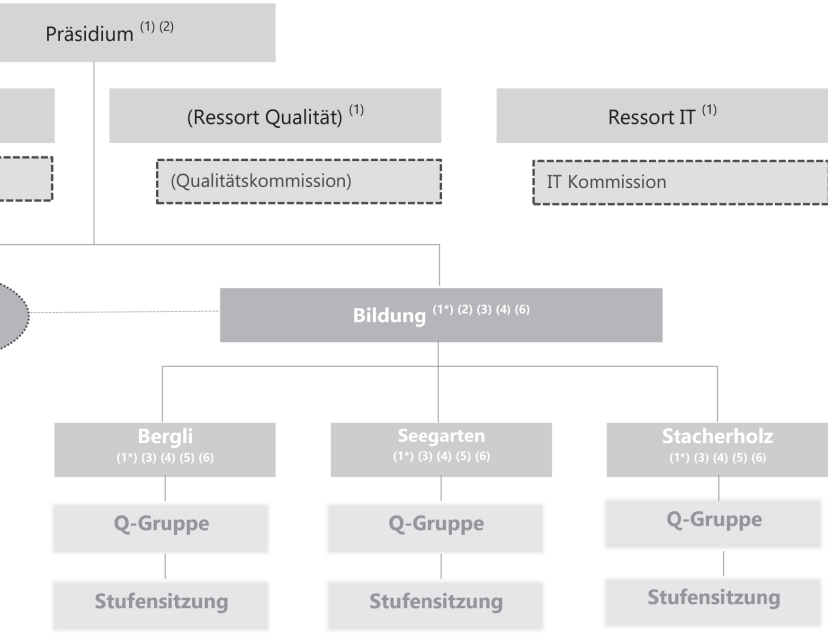 Präsidium (1) (2)
(Ressort Qualität) (1)
Ressort IT (1)
(Qualitätskommission)
IT Kommission
Bildung (1*) (2) (3) (4) (6)
Bergli
(1*) (3) (4) (5) (6)
Seegarten
(1*) (3) (4) (5) (6)
Stacherholz
(1*) (3) (4) (5) (6)
Q-Gruppe
Q-Gruppe
Q-Gruppe
Stufensitzung
Stufensitzung
Stufensitzung